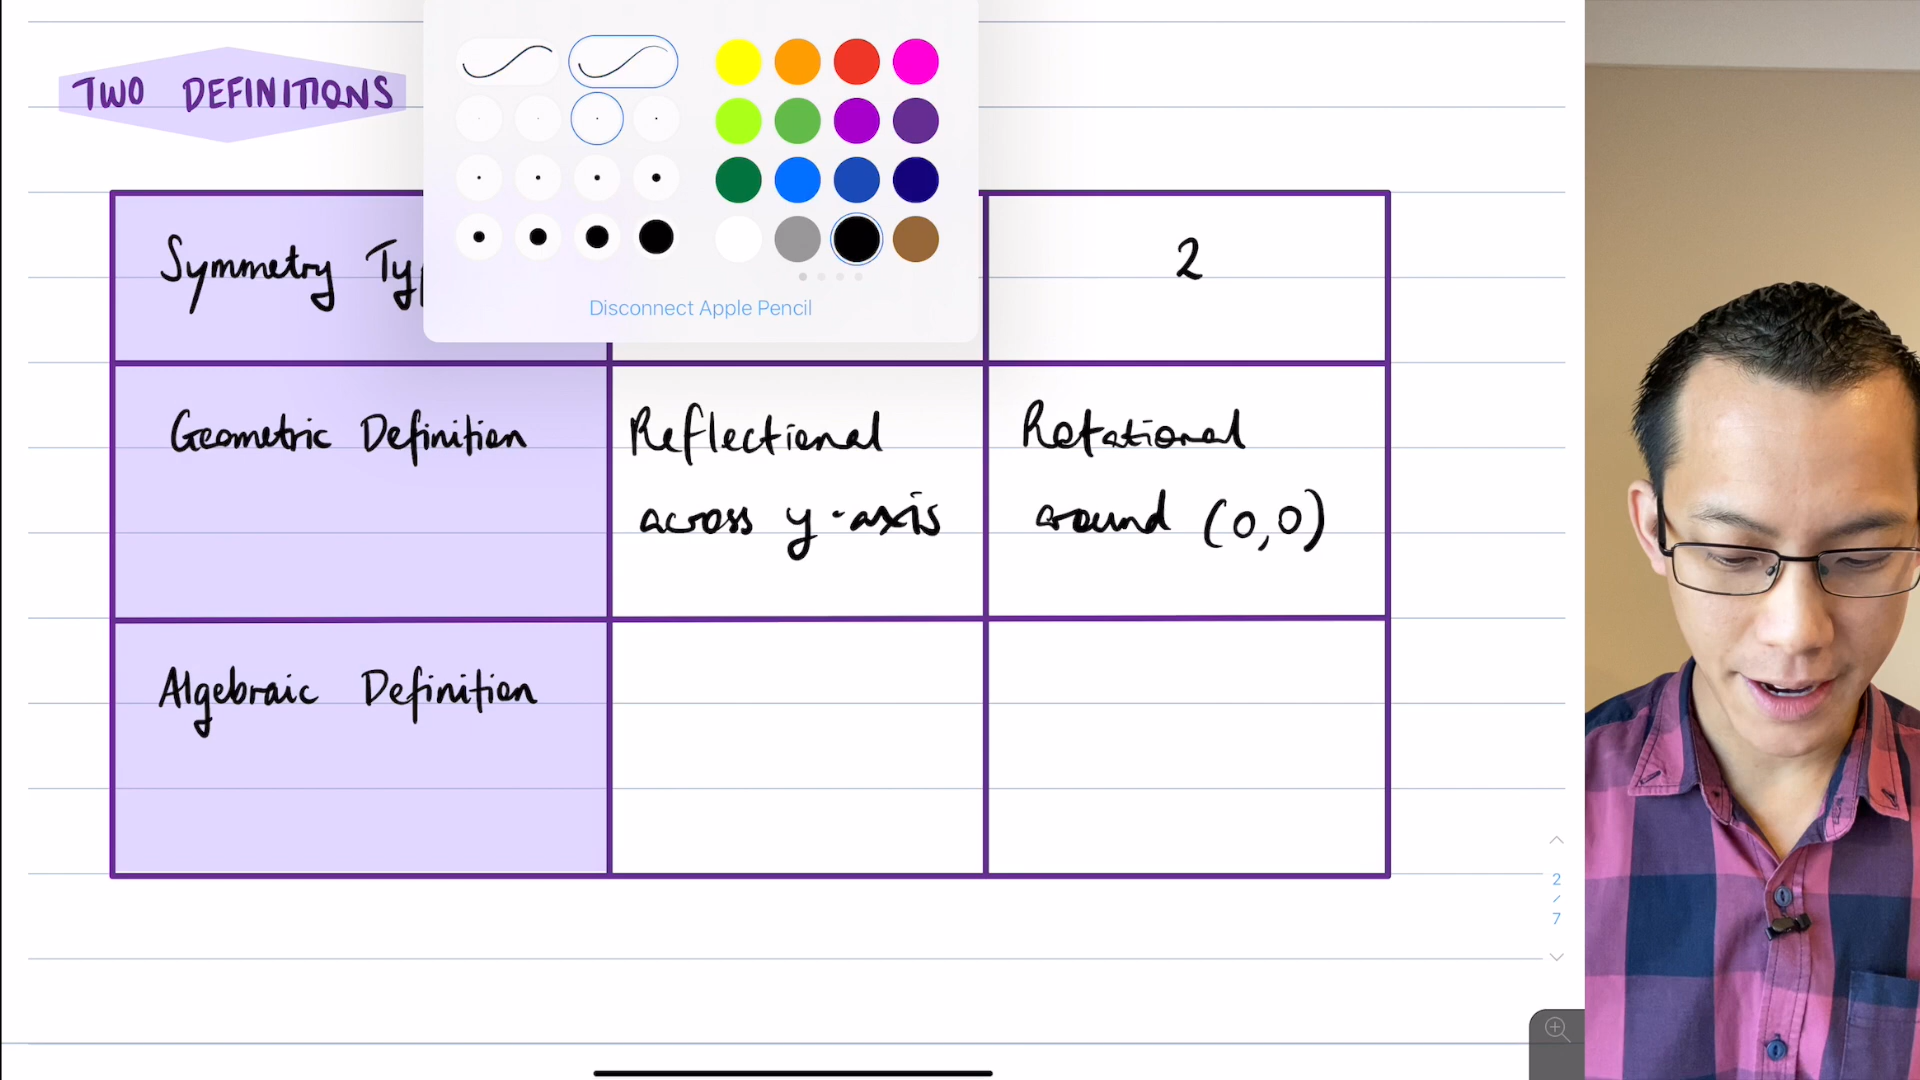 TWO DEFINITIONS
Disconnect Apple Pencil
Symmetry
2
Geometric Definition
Reflectional
across y-axis
Rotational
around (0,0)
Algebraic Definition
2
7